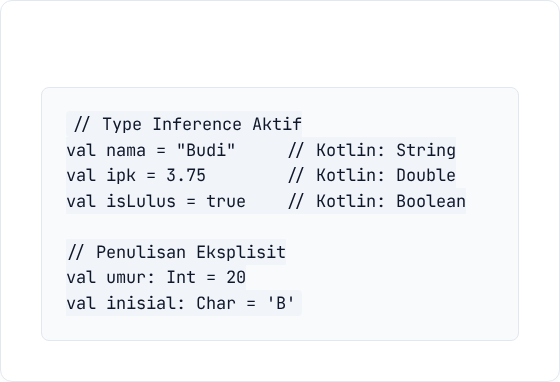 // Type Inference Aktif
val nama = "Budi"     // Kotlin: String
val ipk = 3.75        // Kotlin: Double
val isLulus = true    // Kotlin: Boolean
// Penulisan Eksplisit
val umur: Int = 20
val inisial: Char = 'B'